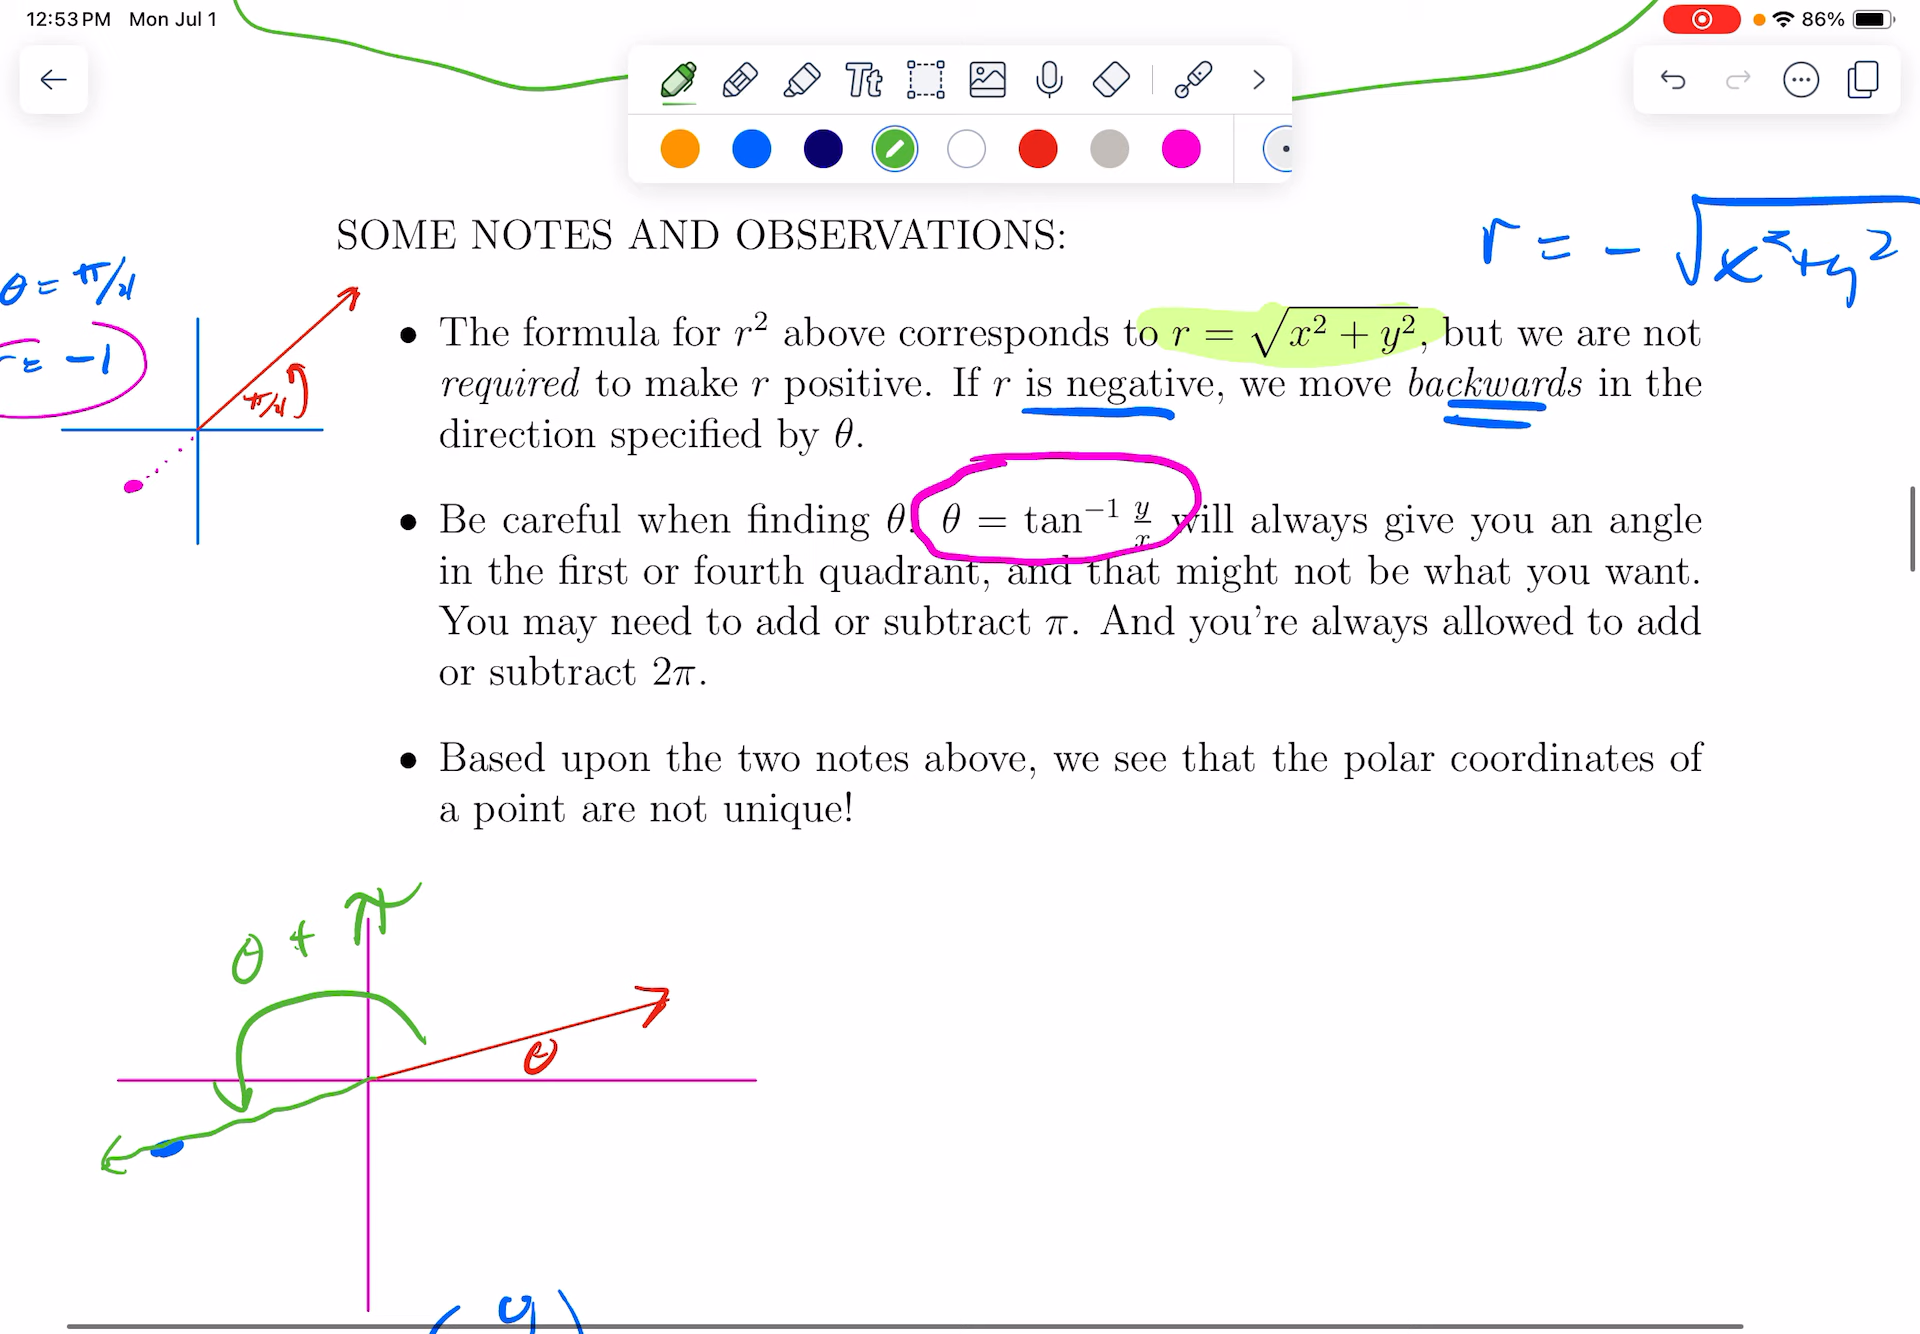 12:53 PM Mon Jul 1
86%
Tt
SOME NOTES AND OBSERVATIONS:
r = - √(x² + y²)
θ = π/4
r = -1
π/4
• The formula for r² above corresponds to r = √(x² + y²), but we are not
required to make r positive. If r is negative, we move backwards in the
direction specified by θ.
• Be careful when finding θ. θ = tan⁻¹ y/x will always give you an angle
in the first or fourth quadrant, and that might not be what you want.
You may need to add or subtract π. And you're always allowed to add
or subtract 2π.
• Based upon the two notes above, we see that the polar coordinates of
a point are not unique!
θ + π
θ